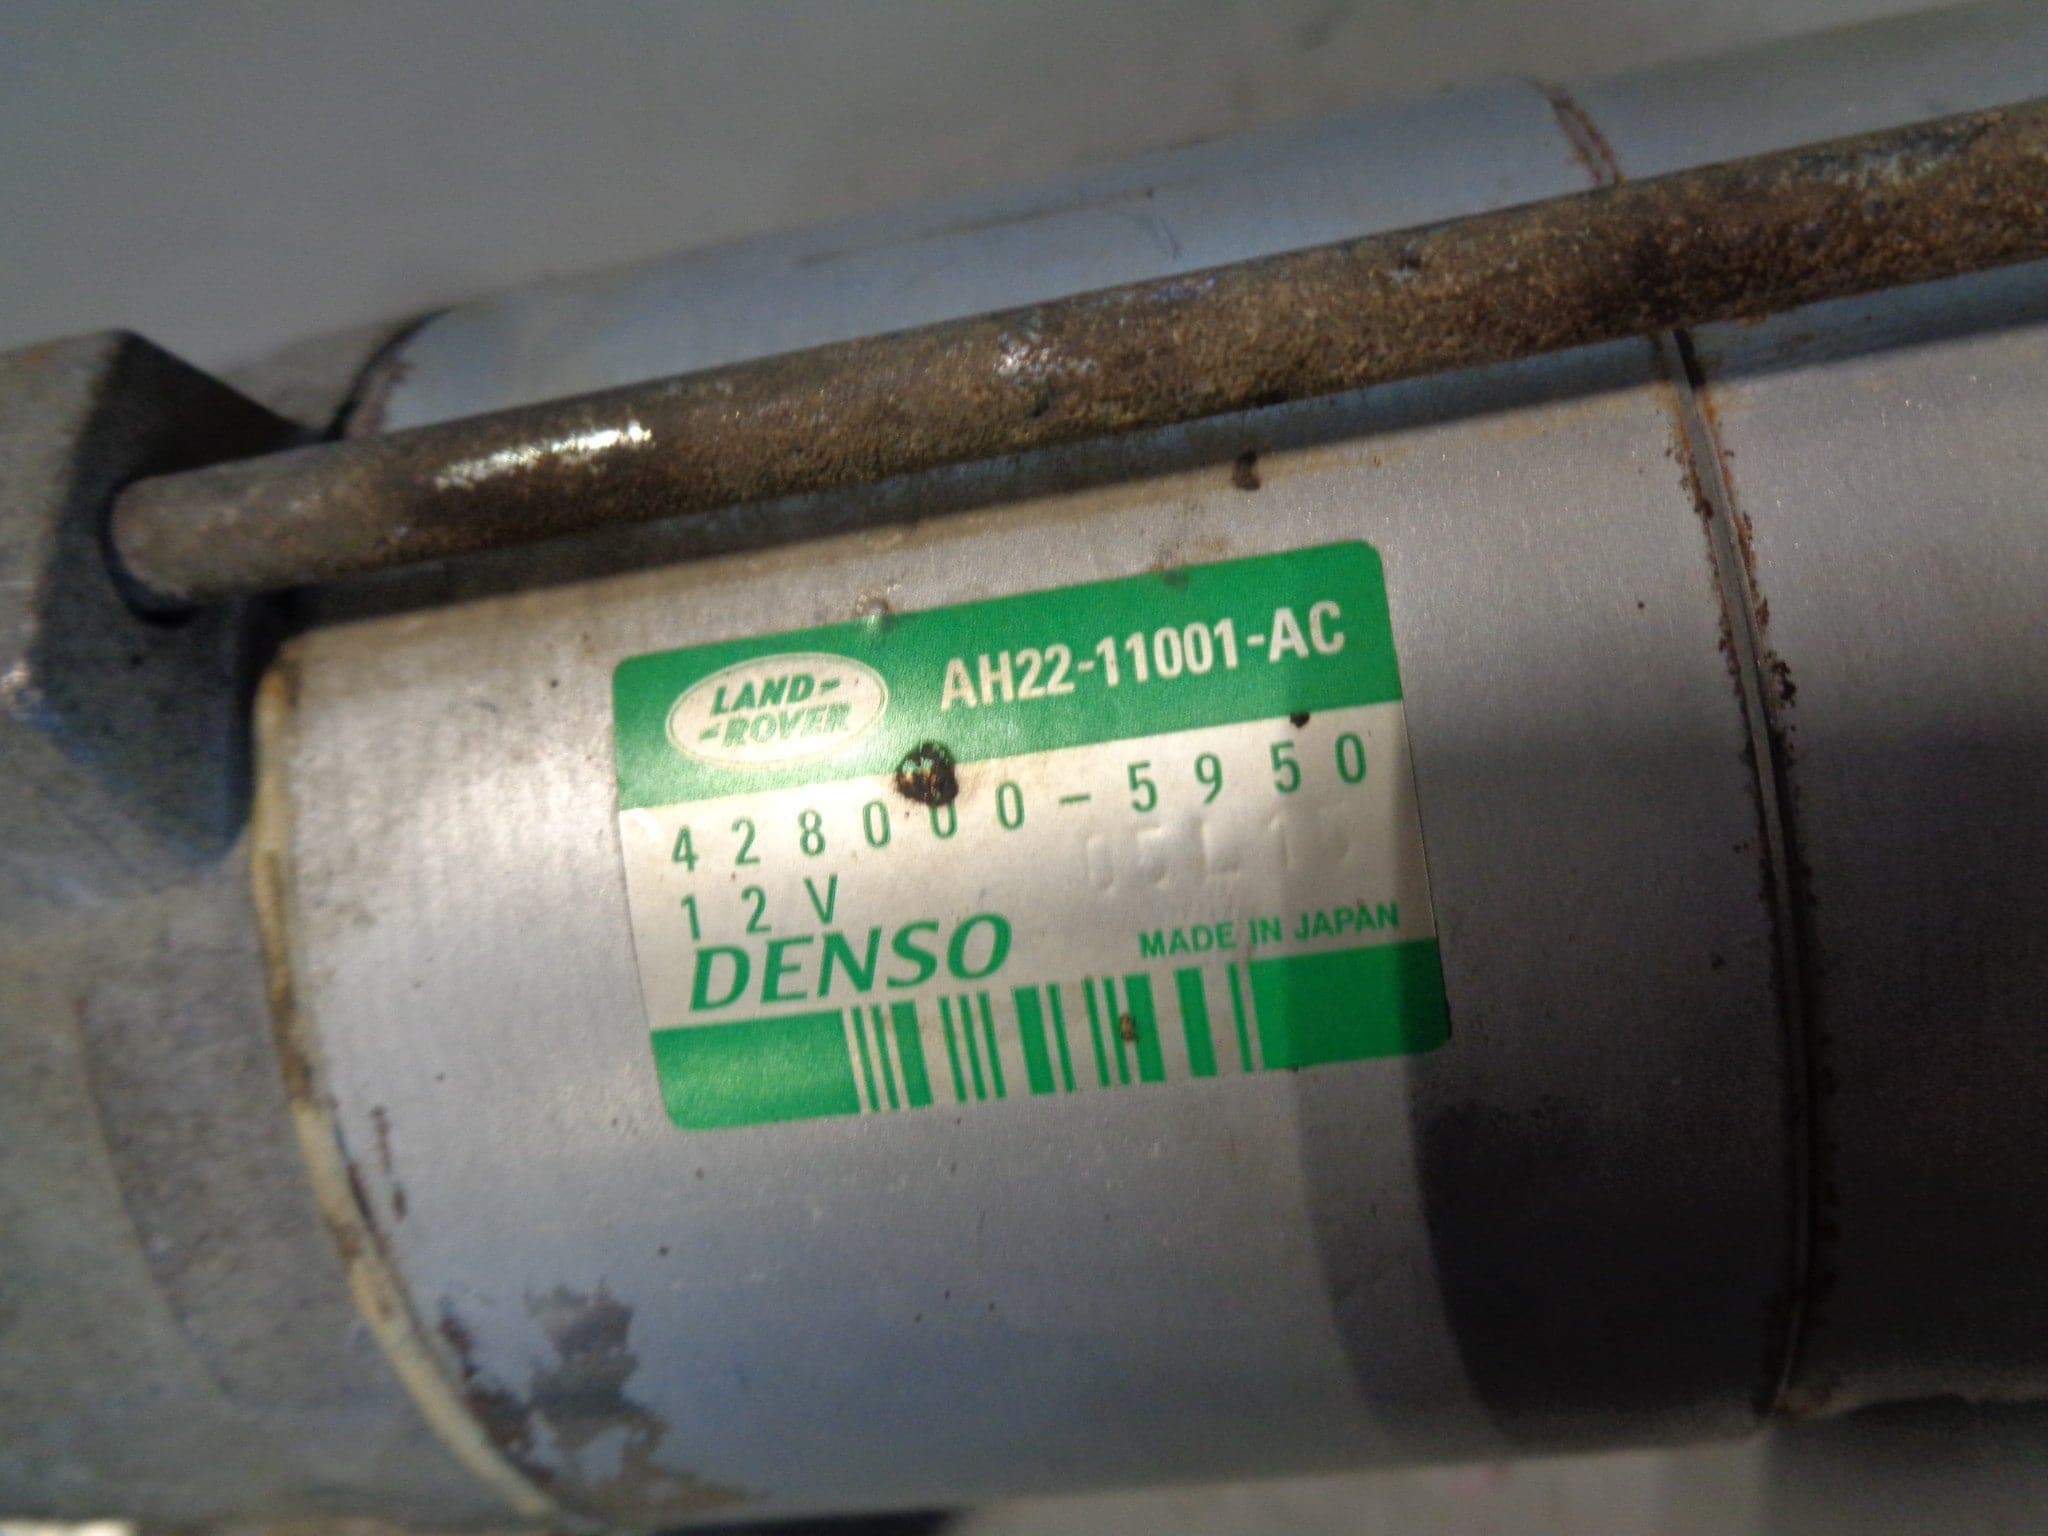 LAND-
-ROVER
AH22-11001-AC
428000-5950
12V
DENSO
MADE IN JAPAN